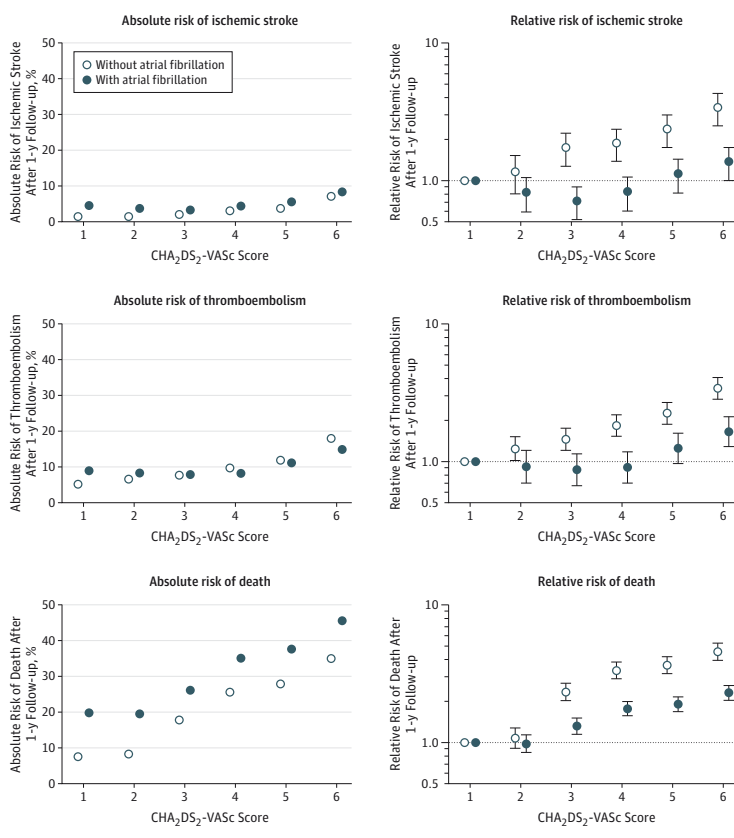 Absolute risk of ischemic stroke
Absolute Risk of Ischemic Stroke
After 1-y Follow-up, %
50
40
30
20
10
0
Without atrial fibrillation
With atrial fibrillation
1 2 3 4 5 6
CHA₂DS₂-VASc Score
Relative risk of ischemic stroke
Relative Risk of Ischemic Stroke
After 1-y Follow-up
10
1.0
0.5
1 2 3 4 5 6
CHA₂DS₂-VASc Score
Absolute risk of thromboembolism
Absolute Risk of Thromboembolism
After 1-y Follow-up, %
50
40
30
20
10
0
1 2 3 4 5 6
CHA₂DS₂-VASc Score
Relative risk of thromboembolism
Relative Risk of Thromboembolism
After 1-y Follow-up
10
1.0
0.5
1 2 3 4 5 6
CHA₂DS₂-VASc Score
Absolute risk of death
Absolute Risk of Death After
1-y Follow-up, %
50
40
30
20
10
0
1 2 3 4 5 6
CHA₂DS₂-VASc Score
Relative risk of death
Relative Risk of Death After
1-y Follow-up
10
1.0
0.5
1 2 3 4 5 6
CHA₂DS₂-VASc Score